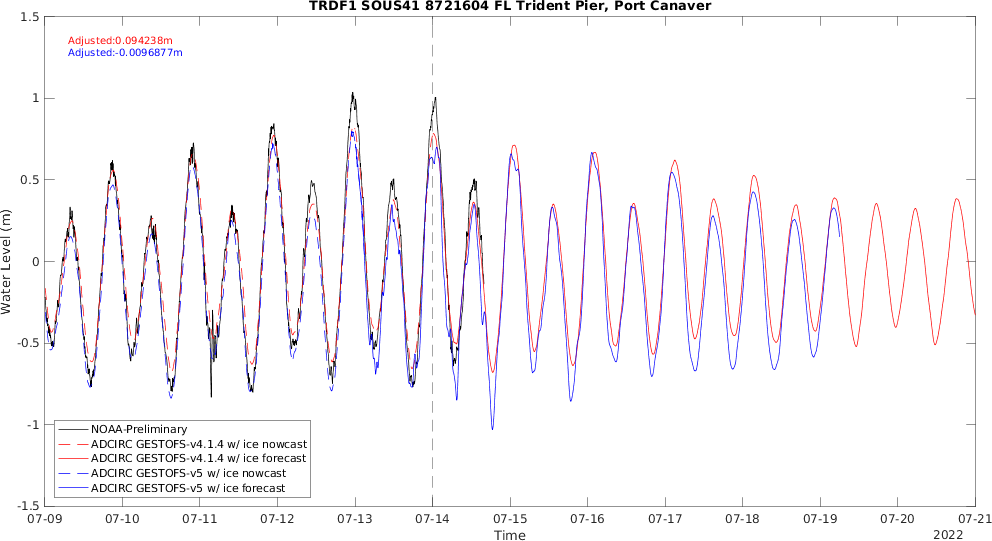 TRDF1 SOUS41 8721604 FL Trident Pier, Port Canaver
Adjusted:0.094238m
Adjusted:-0.0096877m
Water Level (m)
1.5
1
0.5
0
-0.5
-1
-1.5
NOAA-Preliminary
ADCIRC GESTOFS-v4.1.4 w/ ice nowcast
ADCIRC GESTOFS-v4.1.4 w/ ice forecast
ADCIRC GESTOFS-v5 w/ ice nowcast
ADCIRC GESTOFS-v5 w/ ice forecast
07-09 07-10 07-11 07-12 07-13 07-14 07-15 07-16 07-17 07-18 07-19 07-20 07-21
Time
2022